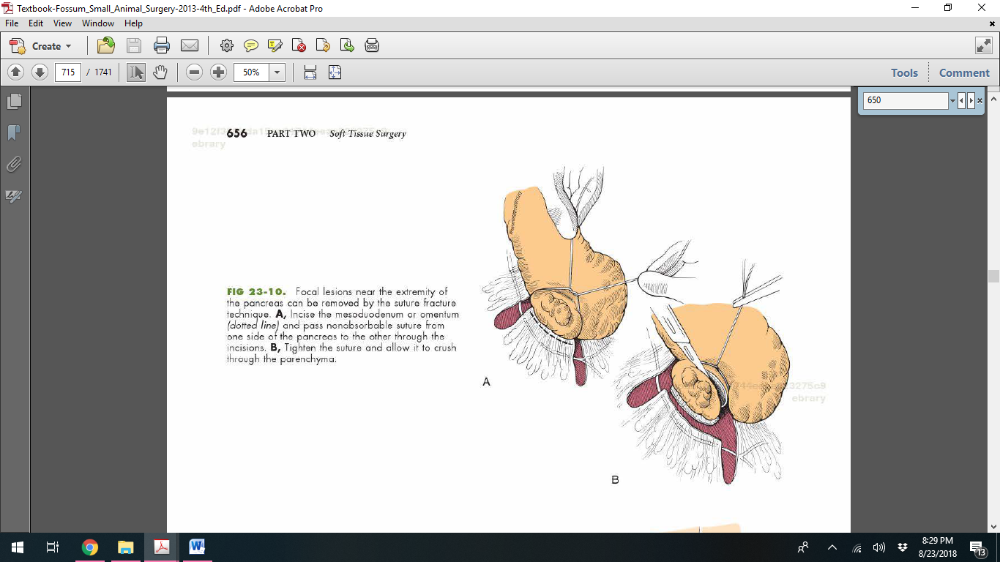 Textbook-Fossum_Small_Animal_Surgery-2013-4th_Ed.pdf - Adobe Acrobat Pro
File Edit View Window Help
Create
715 / 1741 50% Tools Comment
650
656 PART TWO Soft Tissue Surgery
ebrary
FIG 23-10. Focal lesions near the extremity of
the pancreas can be removed by the suture fracture
technique. A, Incise the mesoduodenum or omentum
(dotted line) and pass nonabsorbable suture from
one side of the pancreas to the other through the
incisions. B, Tighten the suture and allow it to crush
through the parenchyma.
A
3275c9
ebrary
B
8:29 PM
8/23/2018
13